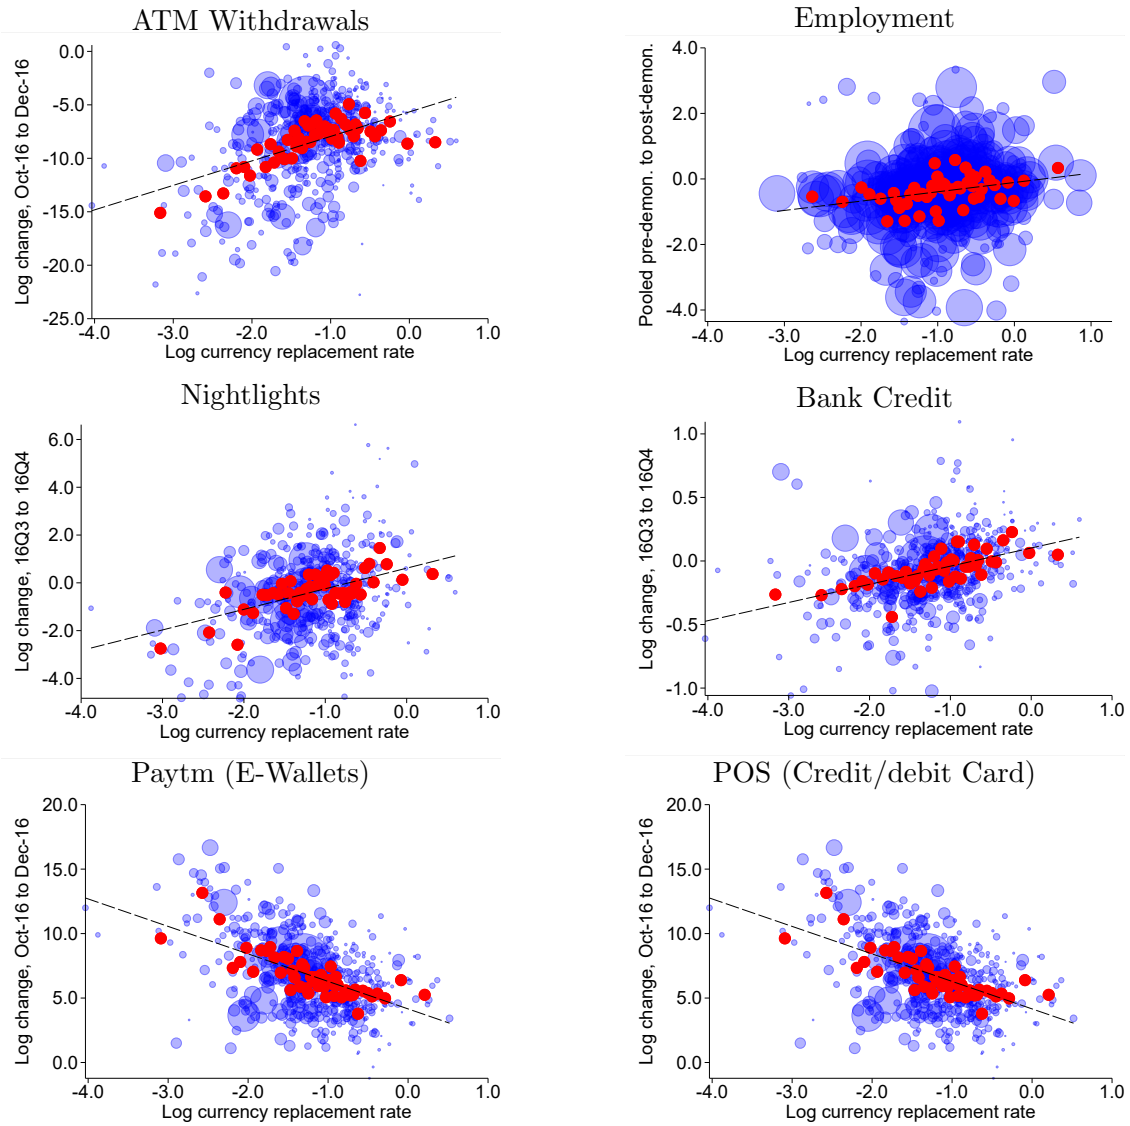 ATM Withdrawals
Log change, Oct-16 to Dec-16
0.0
-5.0
-10.0
-15.0
-20.0
-25.0
-4.0 -3.0 -2.0 -1.0 0.0 1.0
Log currency replacement rate
Employment
Pooled pre-demon. to post-demon.
4.0
2.0
0.0
-2.0
-4.0
-4.0 -3.0 -2.0 -1.0 0.0 1.0
Log currency replacement rate
Nightlights
Log change, 16Q3 to 16Q4
6.0
4.0
2.0
0.0
-2.0
-4.0
-4.0 -3.0 -2.0 -1.0 0.0 1.0
Log currency replacement rate
Bank Credit
Log change, 16Q3 to 16Q4
1.0
0.5
0.0
-0.5
-1.0
-4.0 -3.0 -2.0 -1.0 0.0 1.0
Log currency replacement rate
Paytm (E-Wallets)
Log change, Oct-16 to Dec-16
20.0
15.0
10.0
5.0
0.0
-4.0 -3.0 -2.0 -1.0 0.0 1.0
Log currency replacement rate
POS (Credit/debit Card)
Log change, Oct-16 to Dec-16
20.0
15.0
10.0
5.0
0.0
-4.0 -3.0 -2.0 -1.0 0.0 1.0
Log currency replacement rate